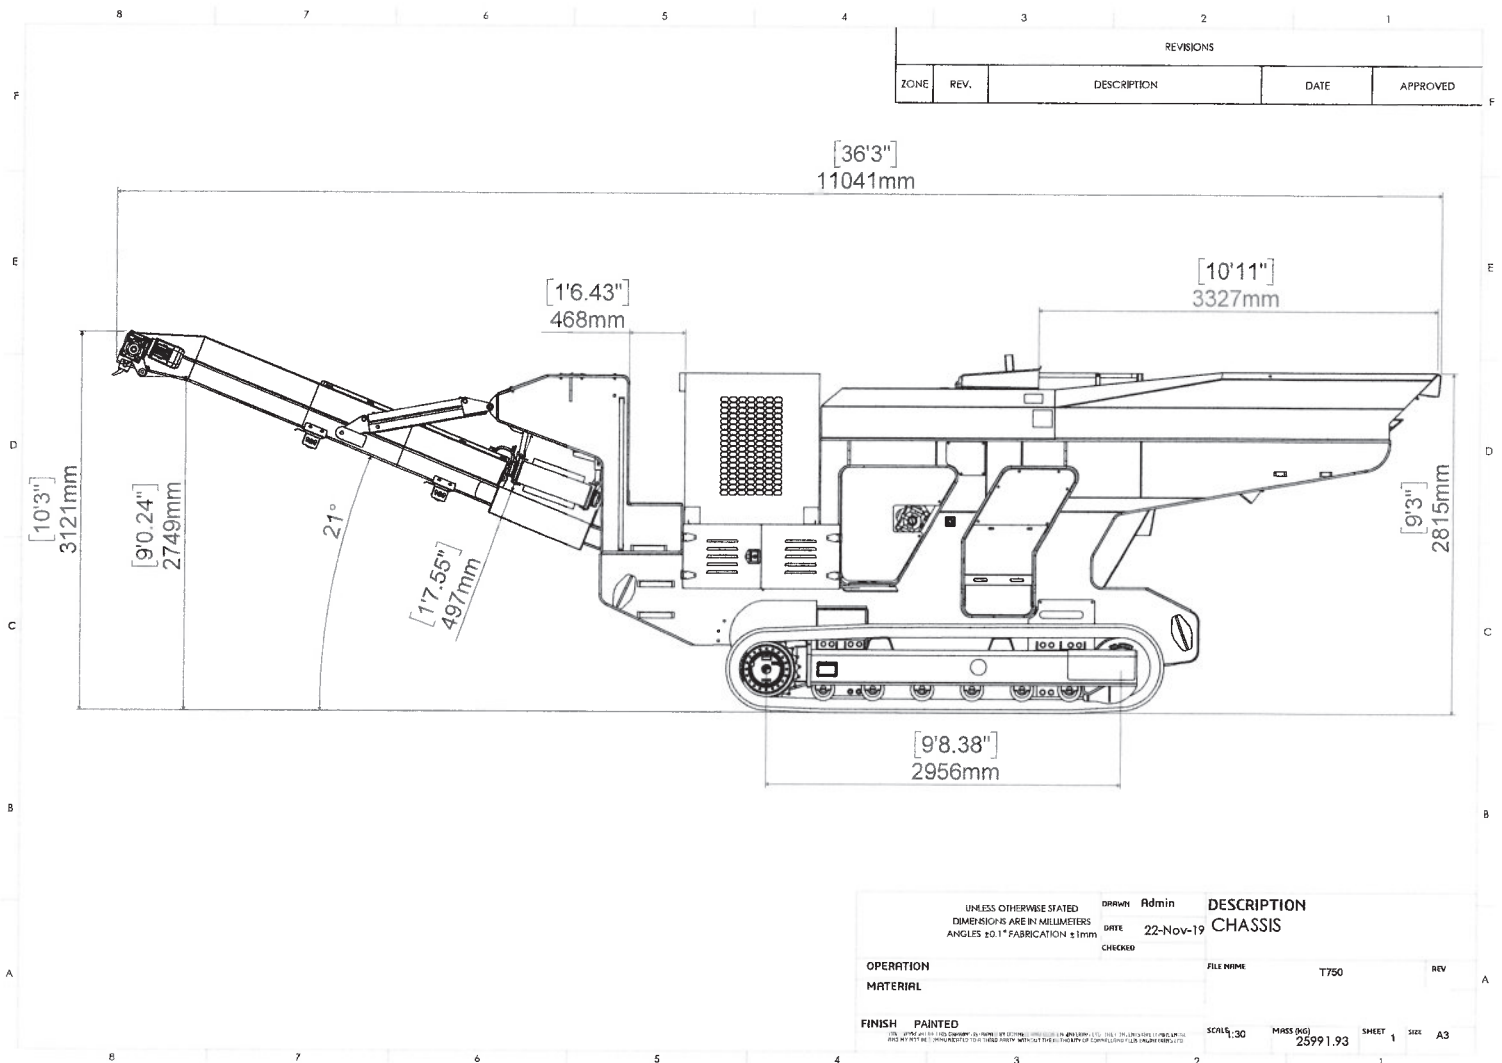 8 7 6 5 4 3 2 1
REVISIONS
ZONE REV. DESCRIPTION DATE APPROVED
F F
[36'3"]
11041mm
E E
[10'11"]
3327mm
[1'6.43"]
468mm
D D
[10'3"]
3121mm
[9'0.24"]
2749mm
21°
[1'7.55"]
497mm
[9'3"]
2815mm
C C
[9'8.38"]
2956mm
B B
UNLESS OTHERWISE STATED
DIMENSIONS ARE IN MILLIMETERS
ANGLES ±0.1° FABRICATION ±1mm
DRAWN Admin
DATE 22-Nov-19
CHECKED
DESCRIPTION
CHASSIS
A A
OPERATION
MATERIAL
FILE NAME T750 REV
FINISH PAINTED
SCALE 1:30 MASS (KG) 25991.93 SHEET 1 SIZE A3
8 7 6 5 4 3 2 1